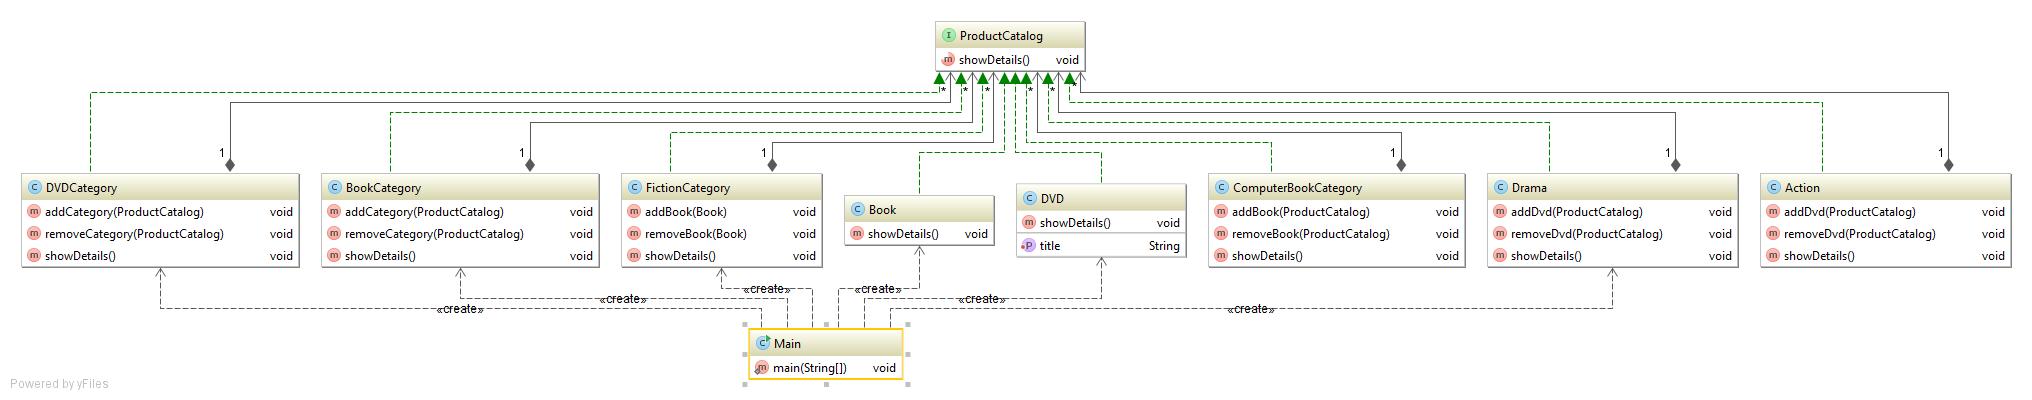 I ProductCatalog
m showDetails() void
* * * * * * *
1 1 1 1 1 1
C DVDCategory
m addCategory(ProductCatalog) void
m removeCategory(ProductCatalog) void
m showDetails() void
C BookCategory
m addCategory(ProductCatalog) void
m removeCategory(ProductCatalog) void
m showDetails() void
C FictionCategory
m addBook(Book) void
m removeBook(Book) void
m showDetails() void
C Book
m showDetails() void
C DVD
m showDetails() void
P title String
C ComputerBookCategory
m addBook(ProductCatalog) void
m removeBook(ProductCatalog) void
m showDetails() void
C Drama
m addDvd(ProductCatalog) void
m removeDvd(ProductCatalog) void
m showDetails() void
C Action
m addDvd(ProductCatalog) void
m removeDvd(ProductCatalog) void
m showDetails() void
«create» «create» «create» «create» «create» «create»
C Main
m main(String[]) void
Powered by yFiles